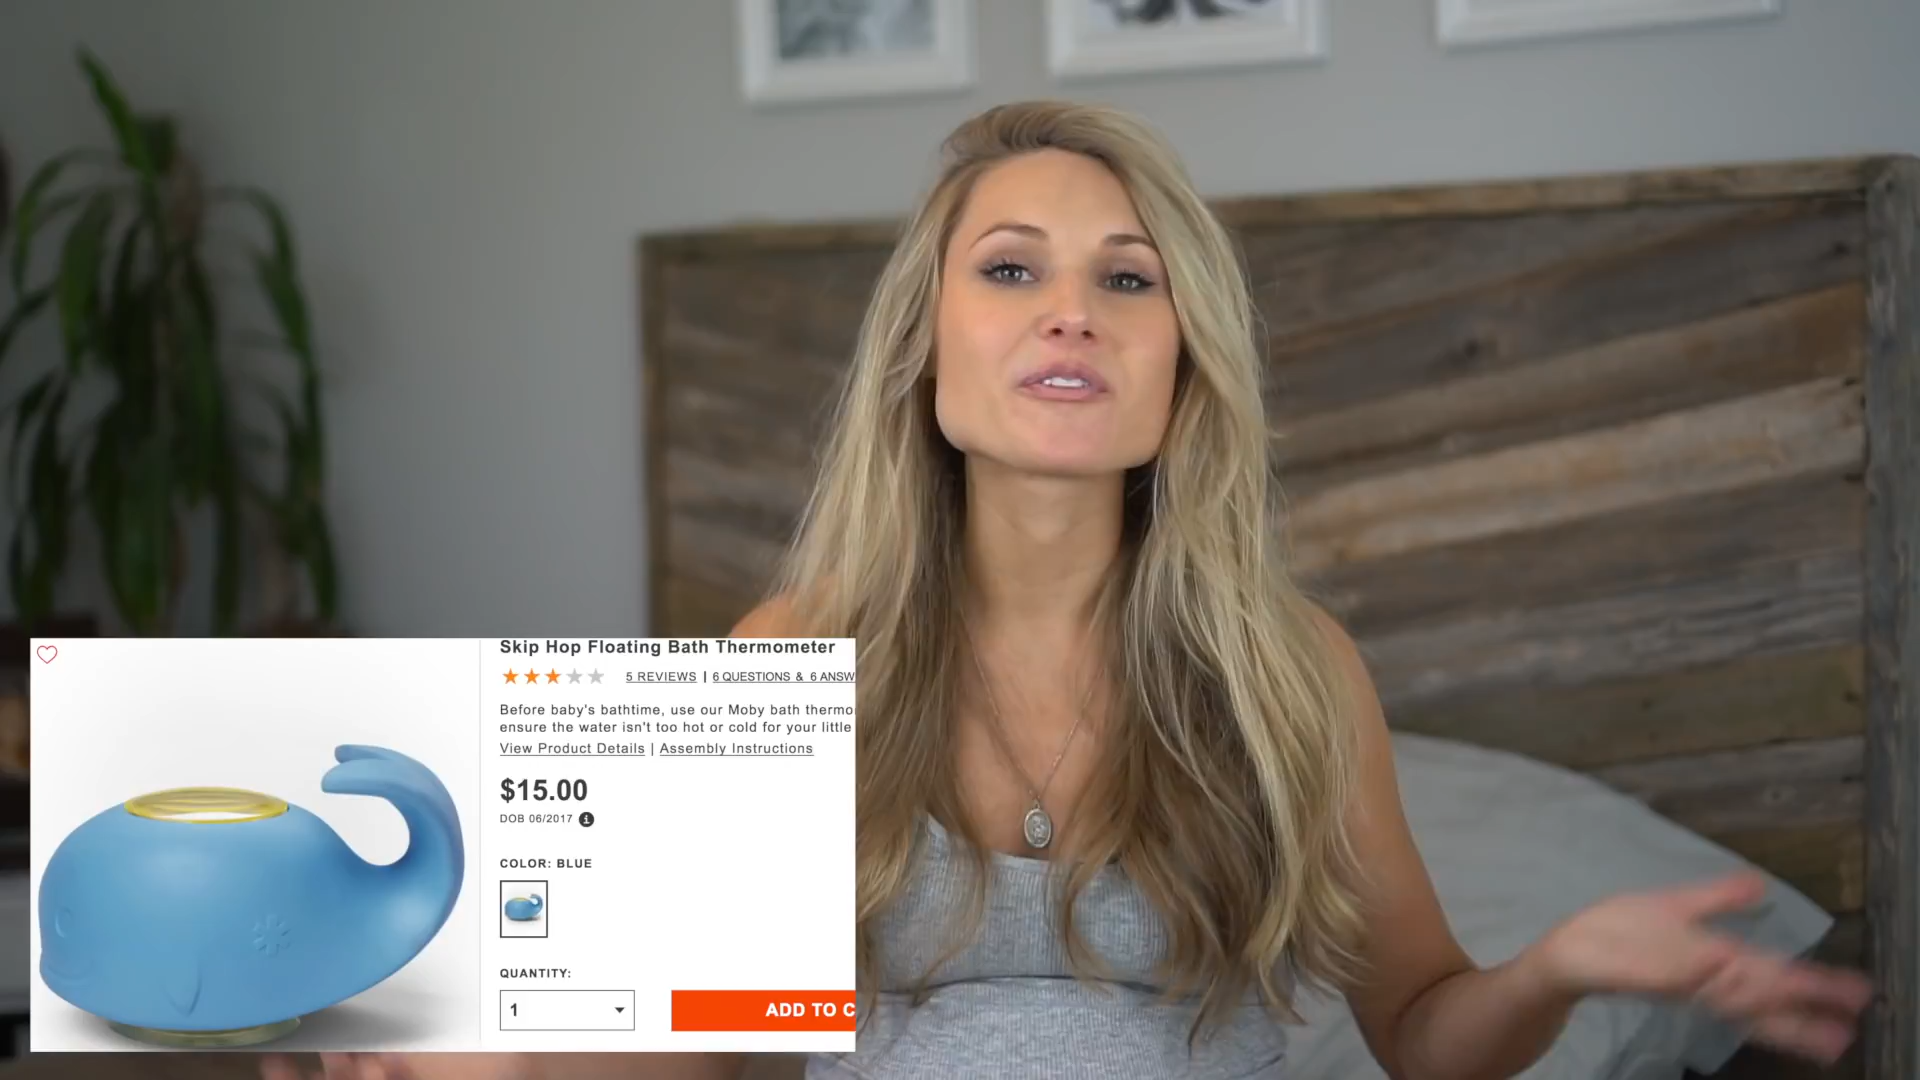 Skip Hop Floating Bath Thermometer
5 REVIEWS | 6 QUESTIONS & 6 ANSW
Before baby's bathtime, use our Moby bath thermo
ensure the water isn't too hot or cold for your little
View Product Details | Assembly Instructions
$15.00
DOB 06/2017 i
COLOR: BLUE
QUANTITY:
1
ADD TO C